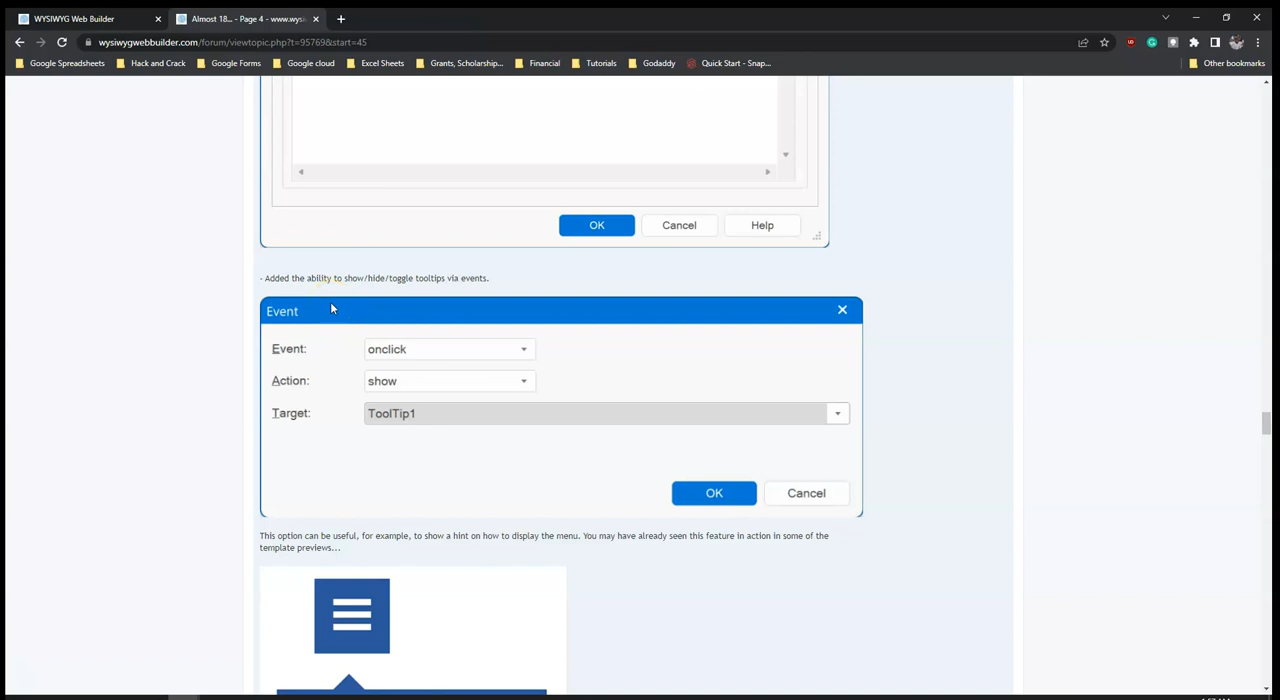 WYSIWYG Web Builder
Almost 18... - Page 4 - www.wysi
wysiwygwebbuilder.com/forum/viewtopic.php?t=95769&start=45
Google Spreadsheets
Hack and Crack
Google Forms
Google cloud
Excel Sheets
Grants, Scholarship...
Financial
Tutorials
Godaddy
Quick Start - Snap...
Other bookmarks
OK
Cancel
Help
- Added the ability to show/hide/toggle tooltips via events.
Event
Event:
onclick
Action:
show
Target:
ToolTip1
OK
Cancel
This option can be useful, for example, to show a hint on how to display the menu. You may have already seen this feature in action in some of the
template previews...